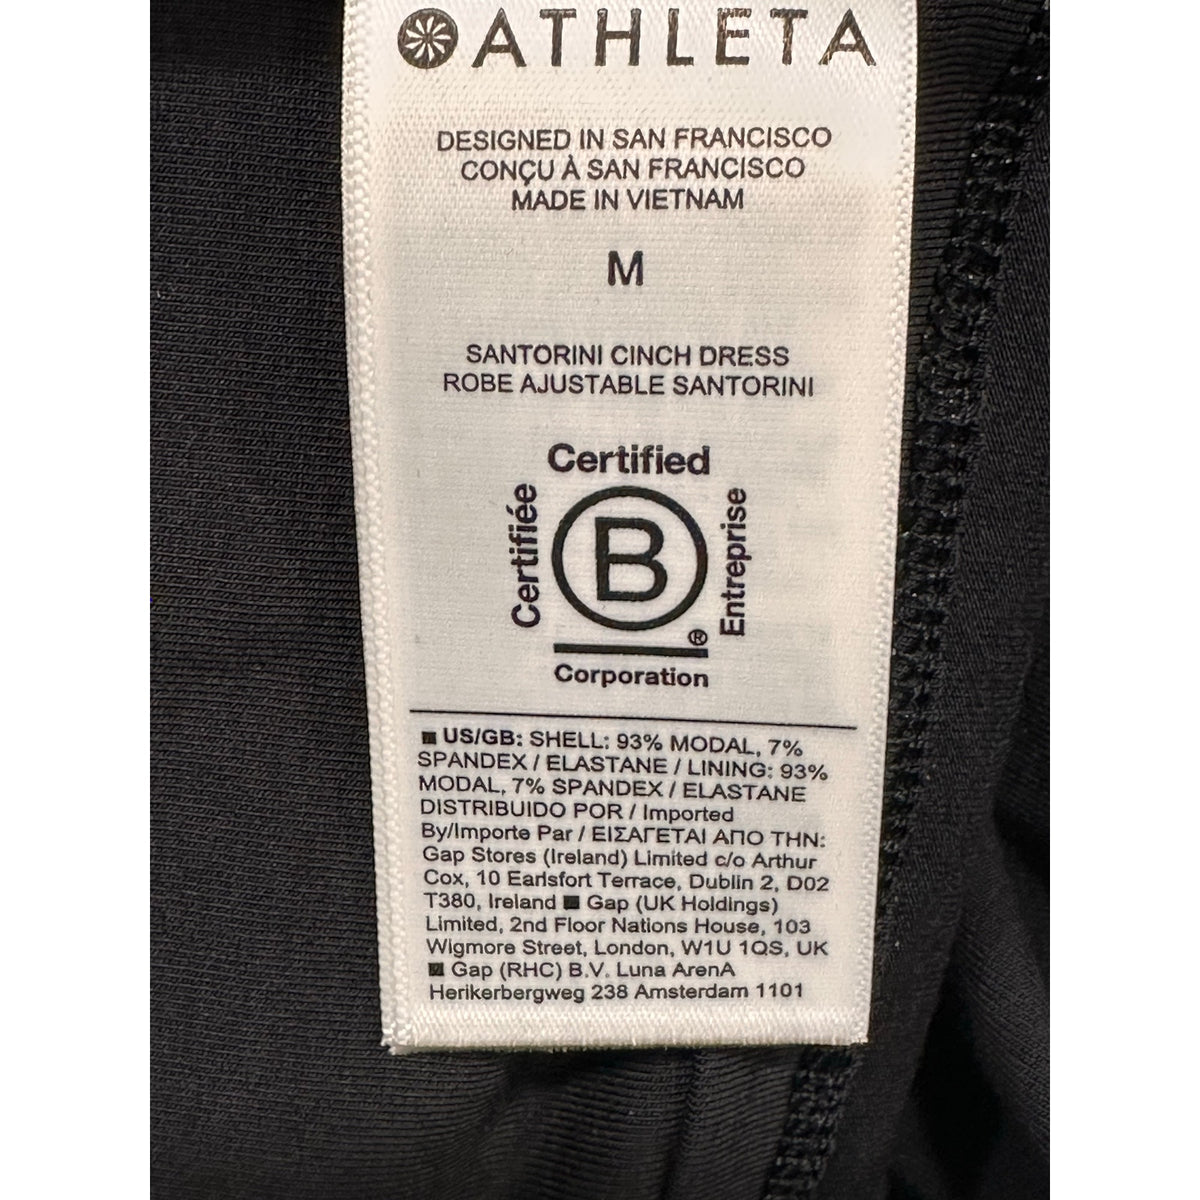 ATHLETA
DESIGNED IN SAN FRANCISCO
CONÇU À SAN FRANCISCO
MADE IN VIETNAM
M
SANTORINI CINCH DRESS
ROBE AJUSTABLE SANTORINI
Certified
Certifiée
B
Entreprise
®
Corporation
US/GB: SHELL: 93% MODAL, 7%
SPANDEX / ELASTANE / LINING: 93%
MODAL, 7% SPANDEX / ELASTANE
DISTRIBUIDO POR / Imported
By/Importe Par / ΕΙΣΑΓΕΤΑΙ ΑΠΟ ΤΗΝ:
Gap Stores (Ireland) Limited c/o Arthur
Cox, 10 Earlsfort Terrace, Dublin 2, D02
T380, Ireland ■ Gap (UK Holdings)
Limited, 2nd Floor Nations House, 103
Wigmore Street, London, W1U 1QS, UK
■ Gap (RHC) B.V. Luna ArenA
Herikerbergweg 238 Amsterdam 1101